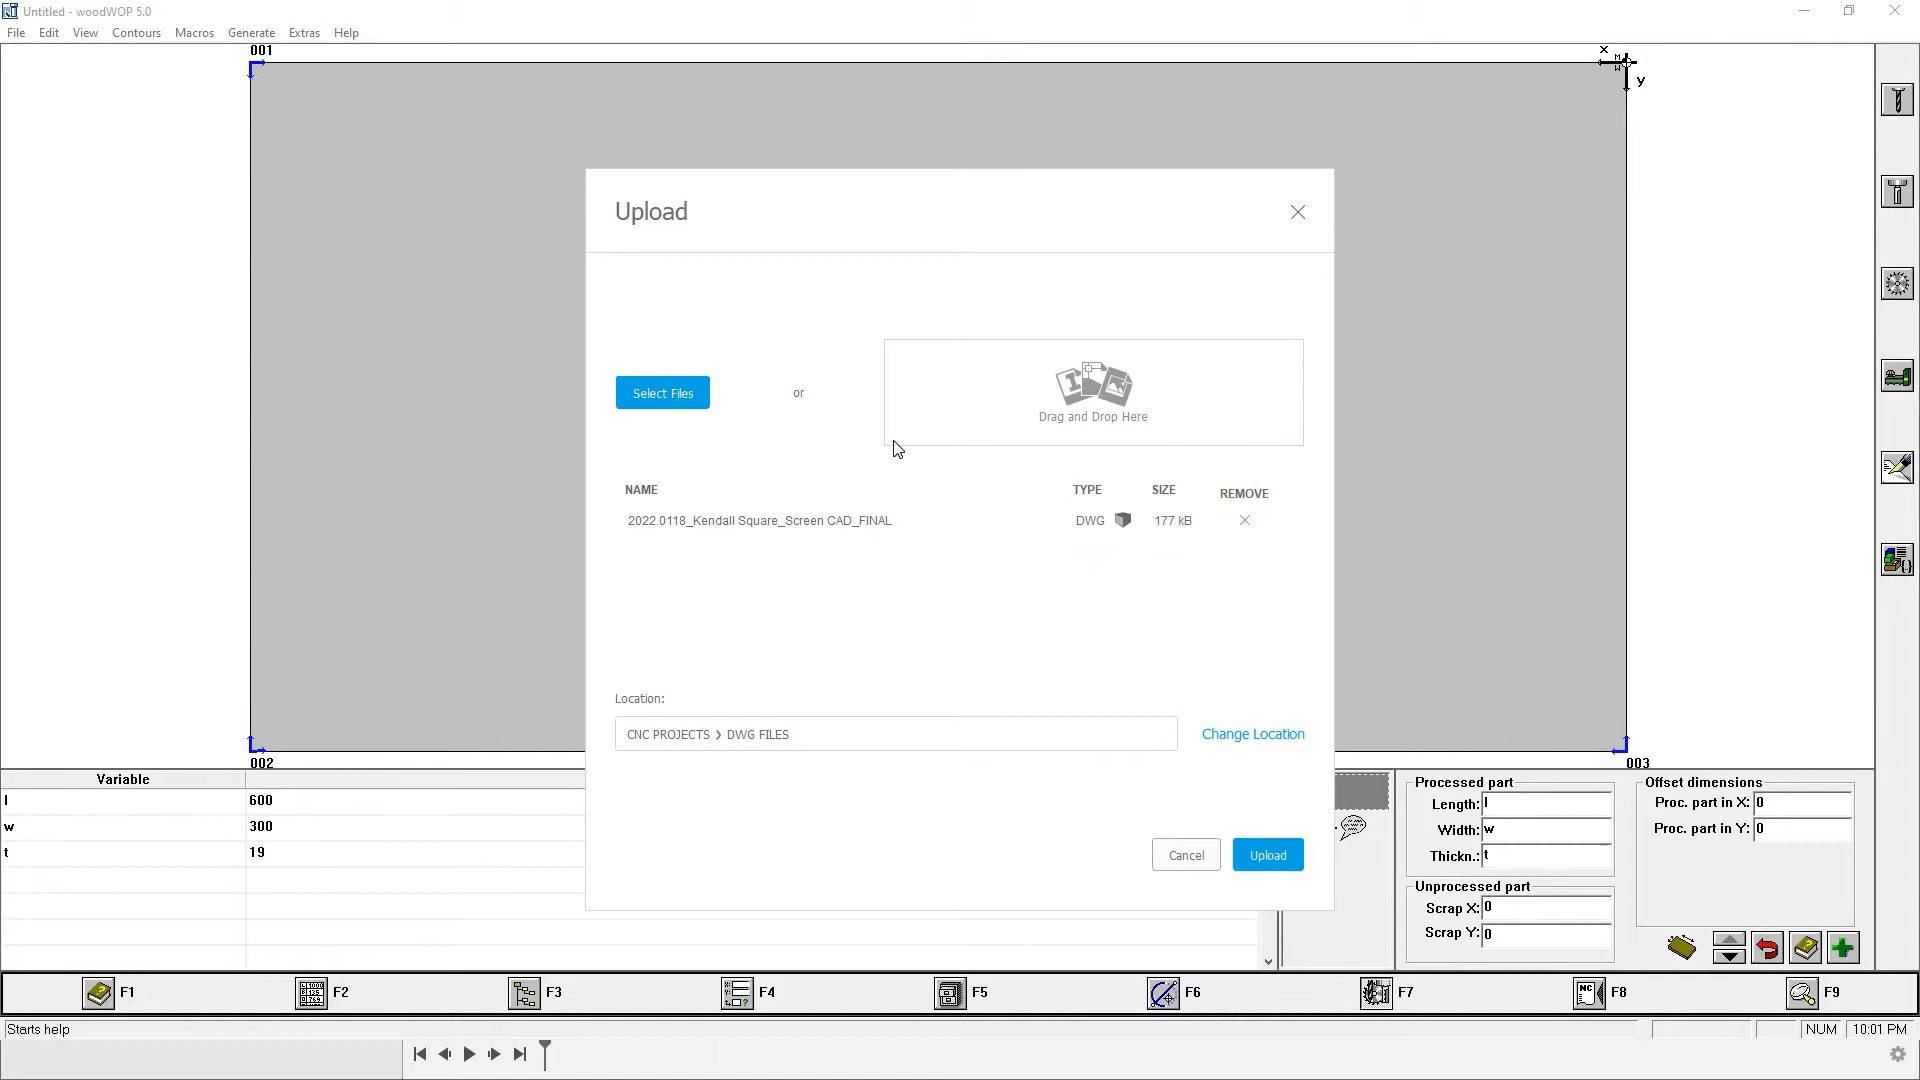 Untitled - woodWOP 5.0
File Edit View Contours Macros Generate Extras Help
001
x
M
W
y
Upload
Select Files
or
Drag and Drop Here
NAME TYPE SIZE REMOVE
2022.0118_Kendall Square_Screen CAD_FINAL DWG 177 kB
Location:
CNC PROJECTS > DWG FILES
Change Location
Cancel
Upload
002
003
Variable
l 600
w 300
t 19
Processed part
Length: l
Width: w
Thickn.: t
Unprocessed part
Scrap X: 0
Scrap Y: 0
Offset dimensions
Proc. part in X: 0
Proc. part in Y: 0
F1 F2 F3 F4 F5 F6 F7 NC F8 F9
Starts help
NUM 10:01 PM